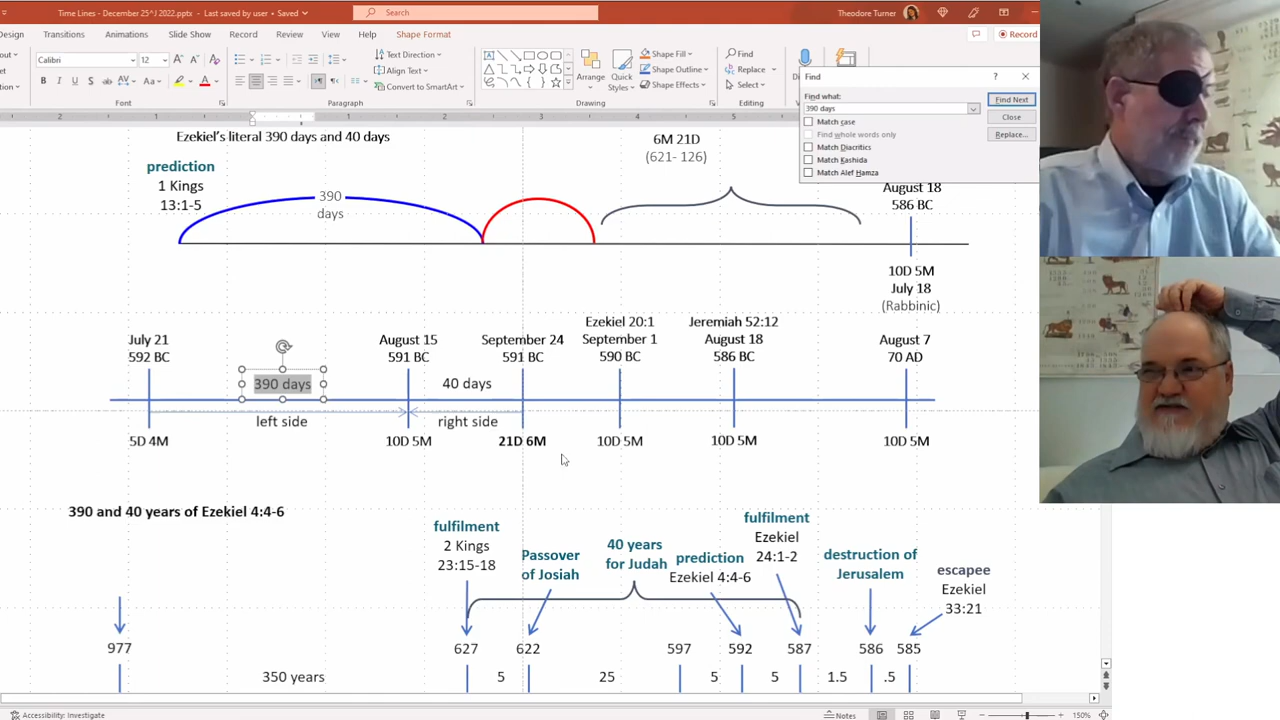 Time Lines - December 25^J 2022.pptx • Last saved by user • Saved
Search
Theodore Turner
Design
Transitions
Animations
Slide Show
Record
Review
View
Help
Shape Format
Record
Calibri
12
Font
Text Direction
Align Text
Convert to SmartArt
Paragraph
Arrange
Quick
Styles
Shape Fill
Shape Outline
Shape Effects
Drawing
Find
Replace
Select
Editing
Find
Find what:
390 days
Match case
Find whole words only
Match Diacritics
Match Kashida
Match Alef Hamza
Find Next
Close
Replace...
2
1
1
2
3
4
5
Ezekiel's literal 390 days and 40 days
prediction
1 Kings
13:1-5
390
days
6M 21D
(621- 126)
August 18
586 BC
10D 5M
July 18
(Rabbinic)
July 21
592 BC
390 days
August 15
591 BC
40 days
September 24
591 BC
Ezekiel 20:1
September 1
590 BC
Jeremiah 52:12
August 18
586 BC
August 7
70 AD
left side
right side
5D 4M
10D 5M
21D 6M
10D 5M
10D 5M
10D 5M
390 and 40 years of Ezekiel 4:4-6
fulfilment
2 Kings
23:15-18
Passover
of Josiah
40 years
for Judah
prediction
Ezekiel 4:4-6
fulfilment
Ezekiel
24:1-2
destruction of
Jerusalem
escapee
Ezekiel
33:21
977
627
622
597
592
587
586
585
350 years
5
25
5
5
1.5
.5
Accessibility: Investigate
Notes
150%